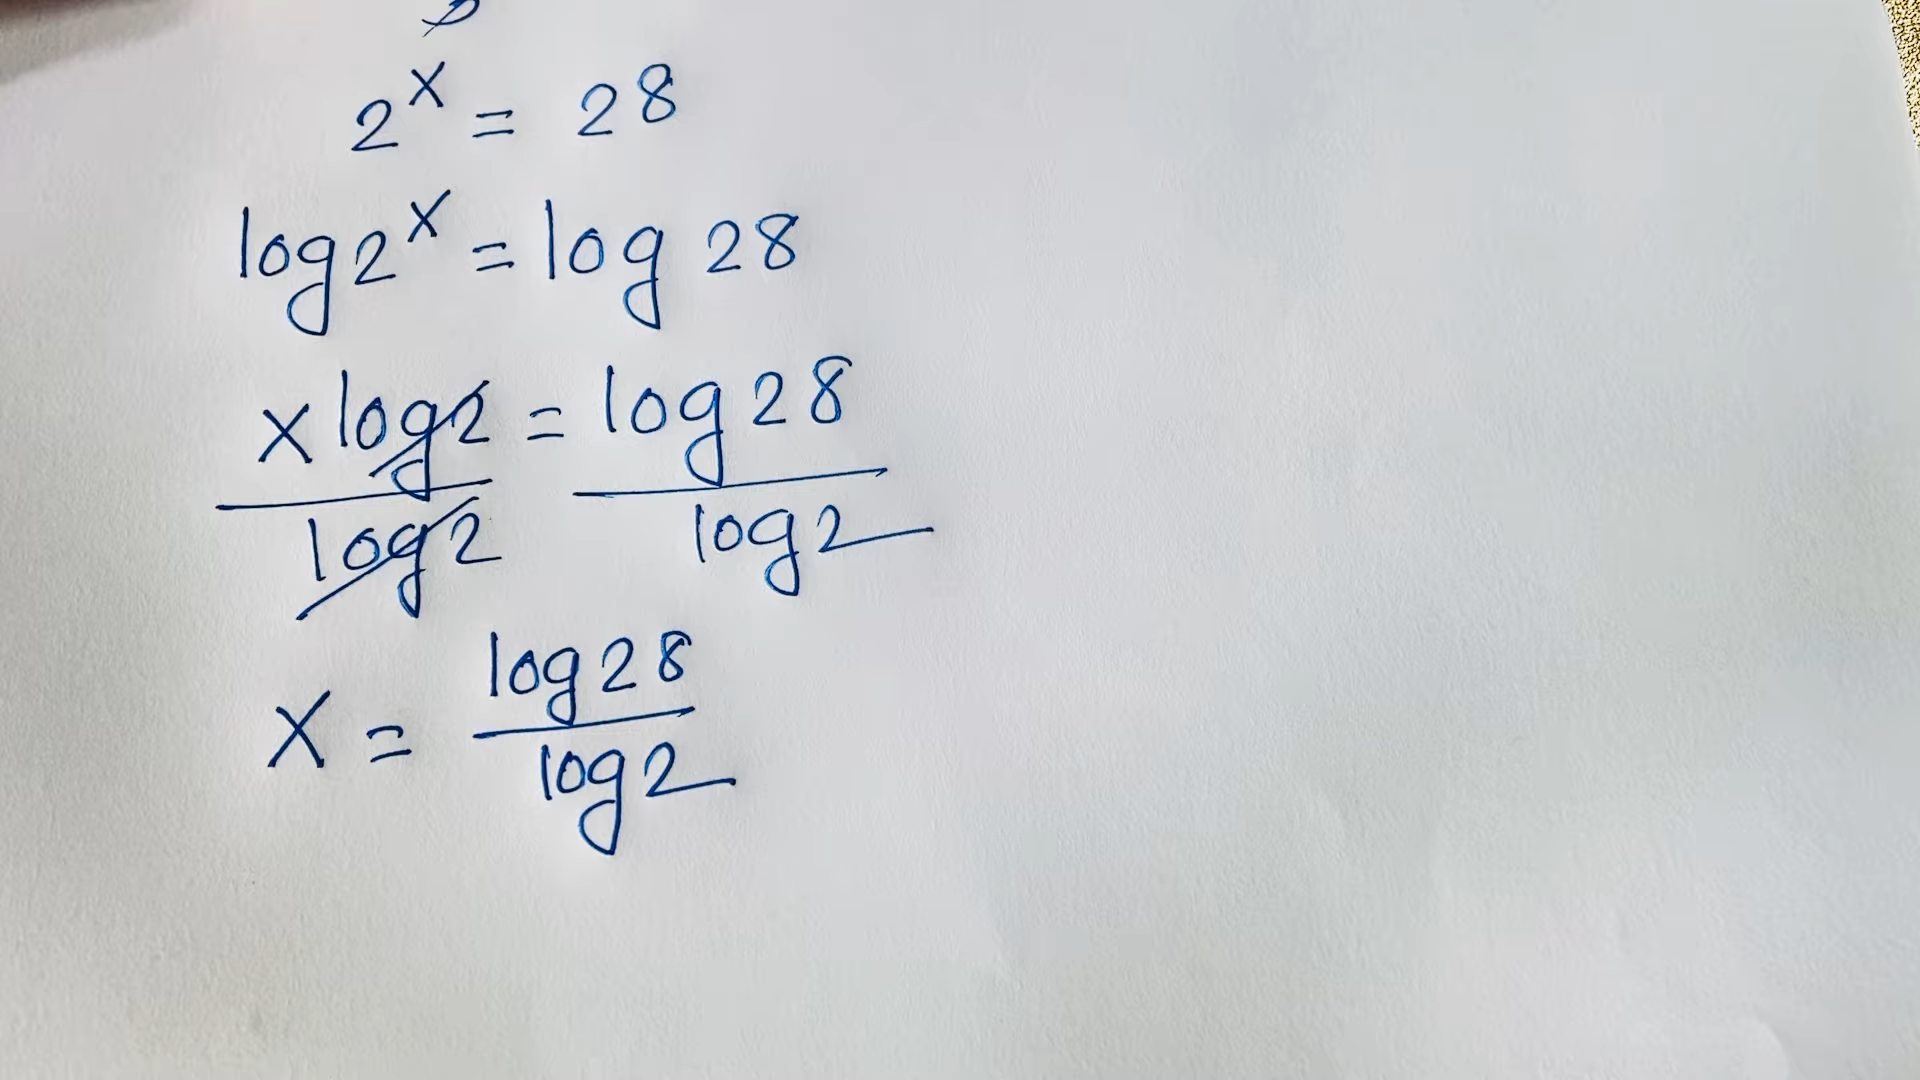 2^x = 28
log 2^x = log 28
x log 2 / log 2 = log 28 / log 2
x = log 28 / log 2